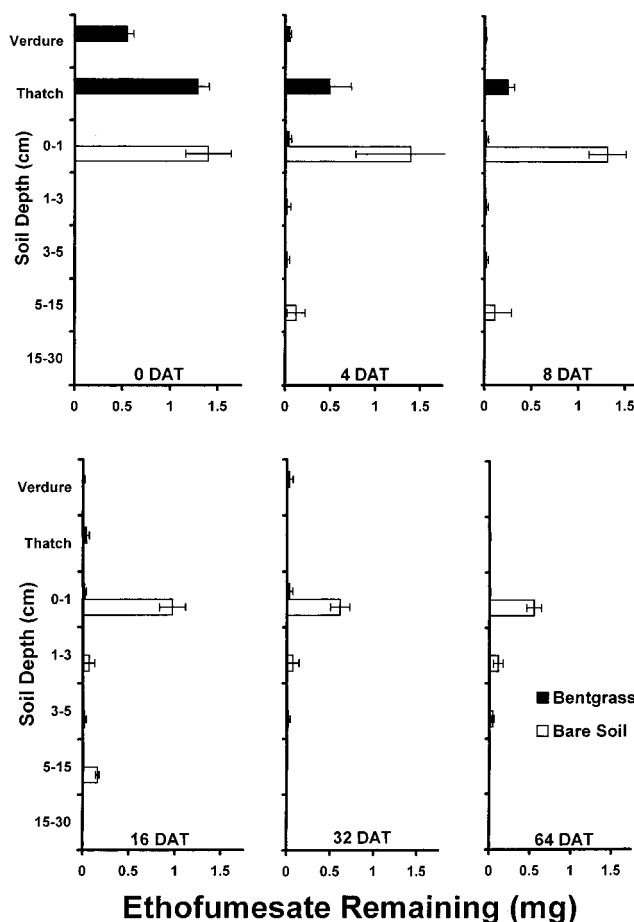 Soil Depth (cm)
Verdure
Thatch
0-1
1-3
3-5
5-15
15-30
0 DAT
4 DAT
8 DAT
0 0.5 1 1.5
0 0.5 1 1.5
0 0.5 1 1.5
Soil Depth (cm)
Verdure
Thatch
0-1
1-3
3-5
5-15
15-30
Bentgrass
Bare Soil
16 DAT
32 DAT
64 DAT
0 0.5 1 1.5
0 0.5 1 1.5
0 0.5 1 1.5
Ethofumesate Remaining (mg)